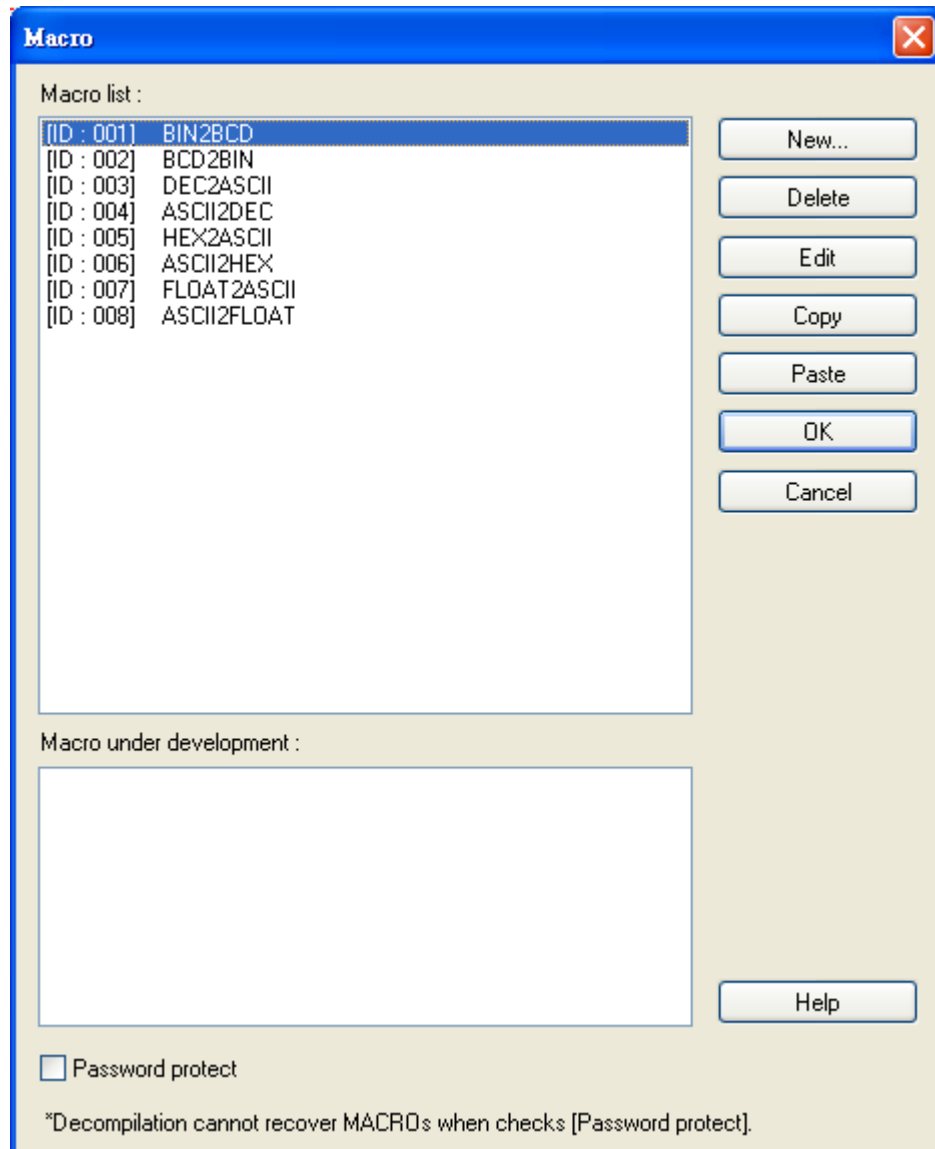 Macro
Macro list :
[ID : 001] BIN2BCD
[ID : 002] BCD2BIN
[ID : 003] DEC2ASCII
[ID : 004] ASCII2DEC
[ID : 005] HEX2ASCII
[ID : 006] ASCII2HEX
[ID : 007] FLOAT2ASCII
[ID : 008] ASCII2FLOAT
New...
Delete
Edit
Copy
Paste
OK
Cancel
Macro under development :
Help
Password protect
*Decompilation cannot recover MACROs when checks [Password protect].